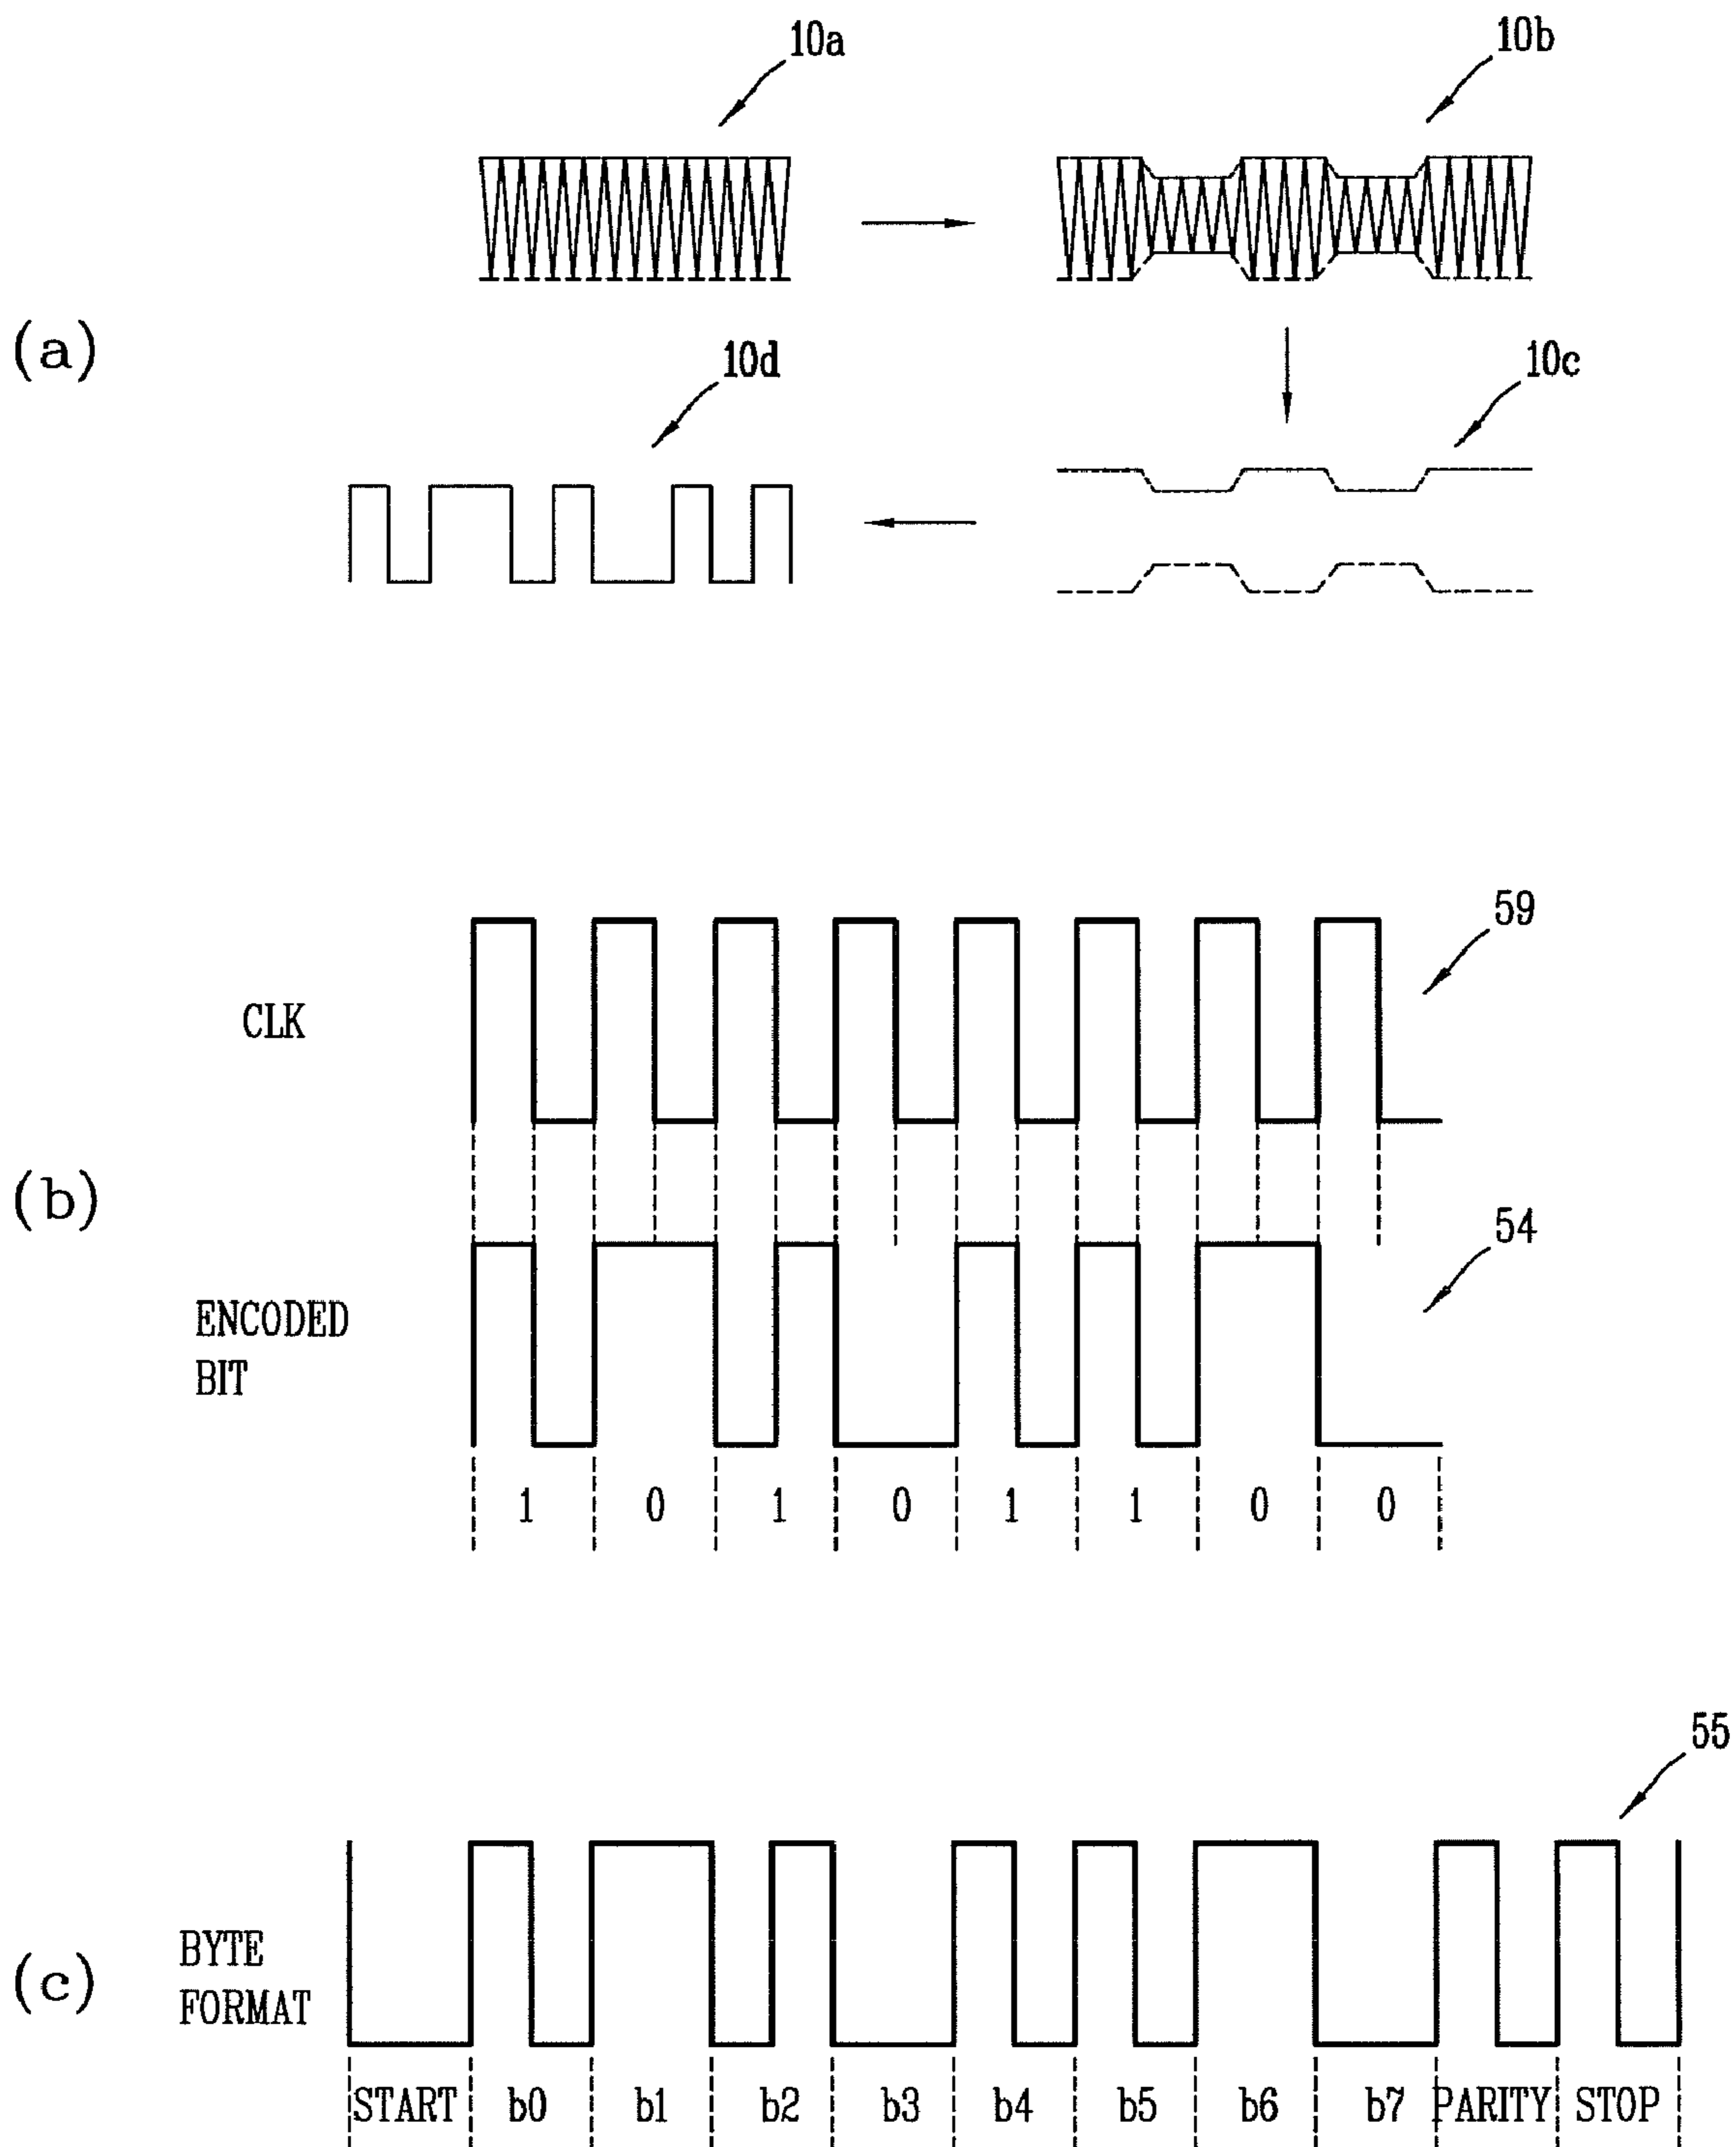 10a
10b
(a)
10d
10c
59
CLK
(b)
54
ENCODED
BIT
1 0 1 0 1 1 0 0
55
BYTE
FORMAT
(c)
START b0 b1 b2 b3 b4 b5 b6 b7 PARITY STOP